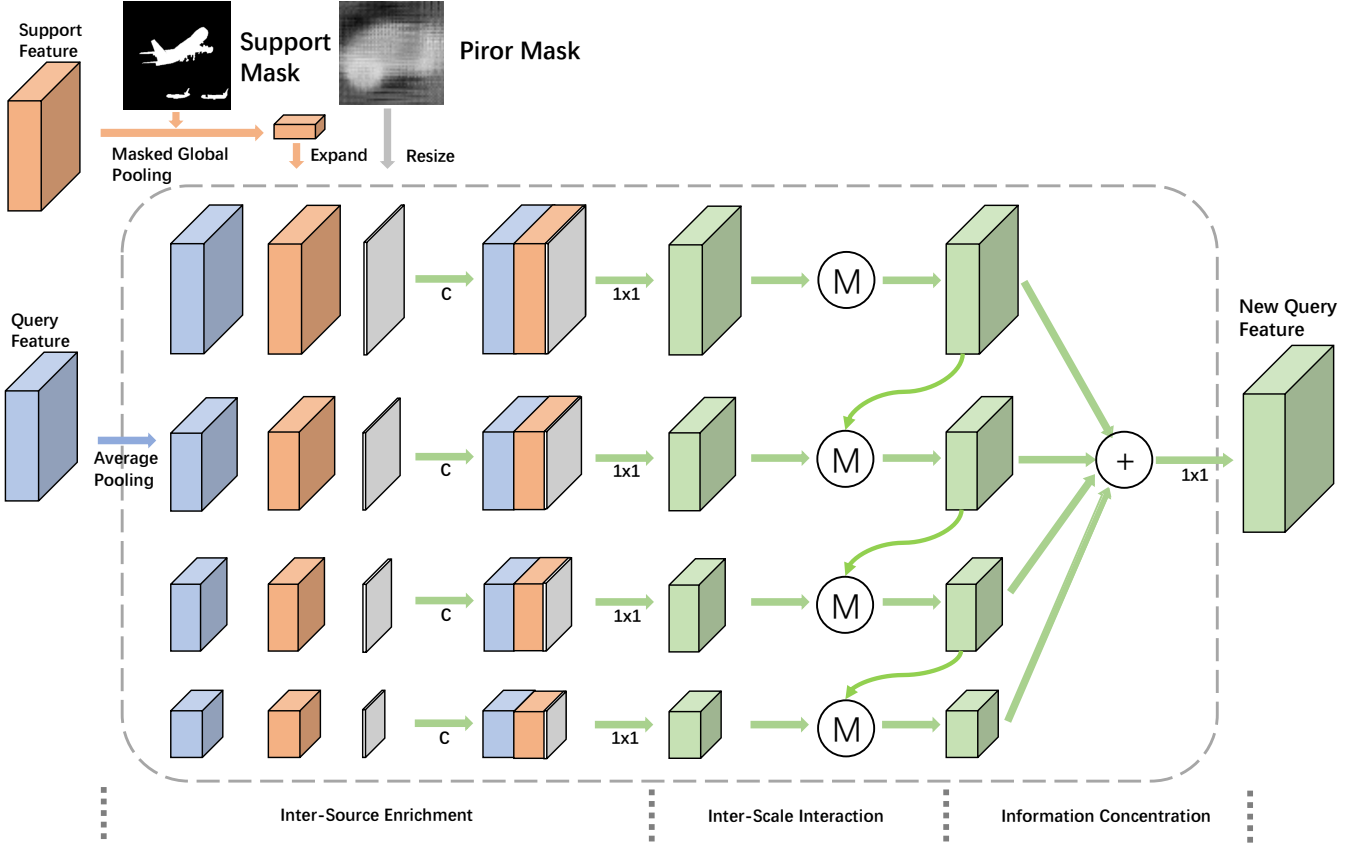 Support
Feature
Support
Mask
Piror Mask
Masked Global
Pooling
Expand
Resize
Query
Feature
Average
Pooling
C
1x1
M
C
1x1
M
C
1x1
M
C
1x1
M
+
1x1
New Query
Feature
Inter-Source Enrichment
Inter-Scale Interaction
Information Concentration